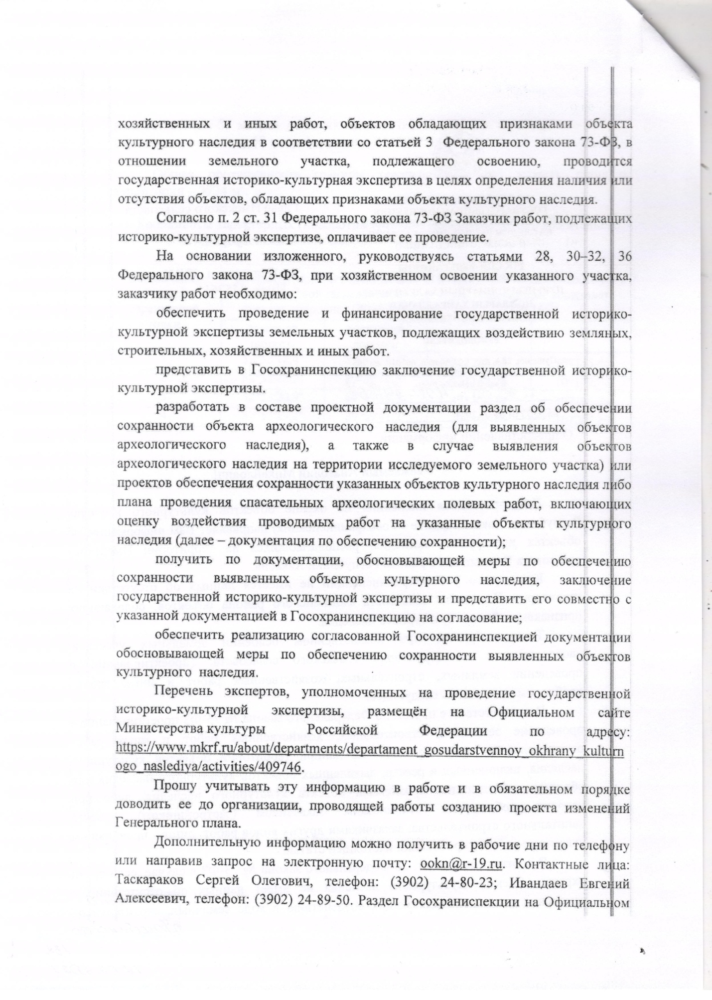 хозяйственных и иных работ, объектов обладающих признаками объекта
культурного наследия в соответствии со статьей 3 Федерального закона 73-ФЗ, в
отношении земельного участка, подлежащего освоению, проводится
государственная историко-культурная экспертиза в целях определения наличия или
отсутствия объектов, обладающих признаками объекта культурного наследия.
Согласно п. 2 ст. 31 Федерального закона 73-ФЗ Заказчик работ, подлежащих
историко-культурной экспертизе, оплачивает ее проведение.
На основании изложенного, руководствуясь статьями 28, 30–32, 36
Федерального закона 73-ФЗ, при хозяйственном освоении указанного участка,
заказчику работ необходимо:
обеспечить проведение и финансирование государственной историко-
культурной экспертизы земельных участков, подлежащих воздействию земляных,
строительных, хозяйственных и иных работ.
представить в Госохранинспекцию заключение государственной историко-
культурной экспертизы.
разработать в составе проектной документации раздел об обеспечении
сохранности объекта археологического наследия (для выявленных объектов
археологического наследия), а также в случае выявления объектов
археологического наследия на территории исследуемого земельного участка) или
проектов обеспечения сохранности указанных объектов культурного наследия либо
плана проведения спасательных археологических полевых работ, включающих
оценку воздействия проводимых работ на указанные объекты культурного
наследия (далее – документация по обеспечению сохранности);
получить по документации, обосновывающей меры по обеспечению
сохранности выявленных объектов культурного наследия, заключение
государственной историко-культурной экспертизы и представить его совместно с
указанной документацией в Госохранинспекцию на согласование;
обеспечить реализацию согласованной Госохранинспекцией документации
обосновывающей меры по обеспечению сохранности выявленных объектов
культурного наследия.
Перечень экспертов, уполномоченных на проведение государственной
историко-культурной экспертизы, размещён на Официальном сайте
Министерства культуры Российской Федерации по адресу:
https://www.mkrf.ru/about/departments/departament_gosudarstvennoy_okhrany_kulturn
ogo_naslediya/activities/409746.
Прошу учитывать эту информацию в работе и в обязательном порядке
доводить ее до организации, проводящей работы созданию проекта изменений
Генерального плана.
Дополнительную информацию можно получить в рабочие дни по телефону
или направив запрос на электронную почту: ookn@r-19.ru. Контактные лица:
Таскараков Сергей Олегович, телефон: (3902) 24-80-23; Ивандаев Евгений
Алексеевич, телефон: (3902) 24-89-50. Раздел Госохраниспекции на Официальном